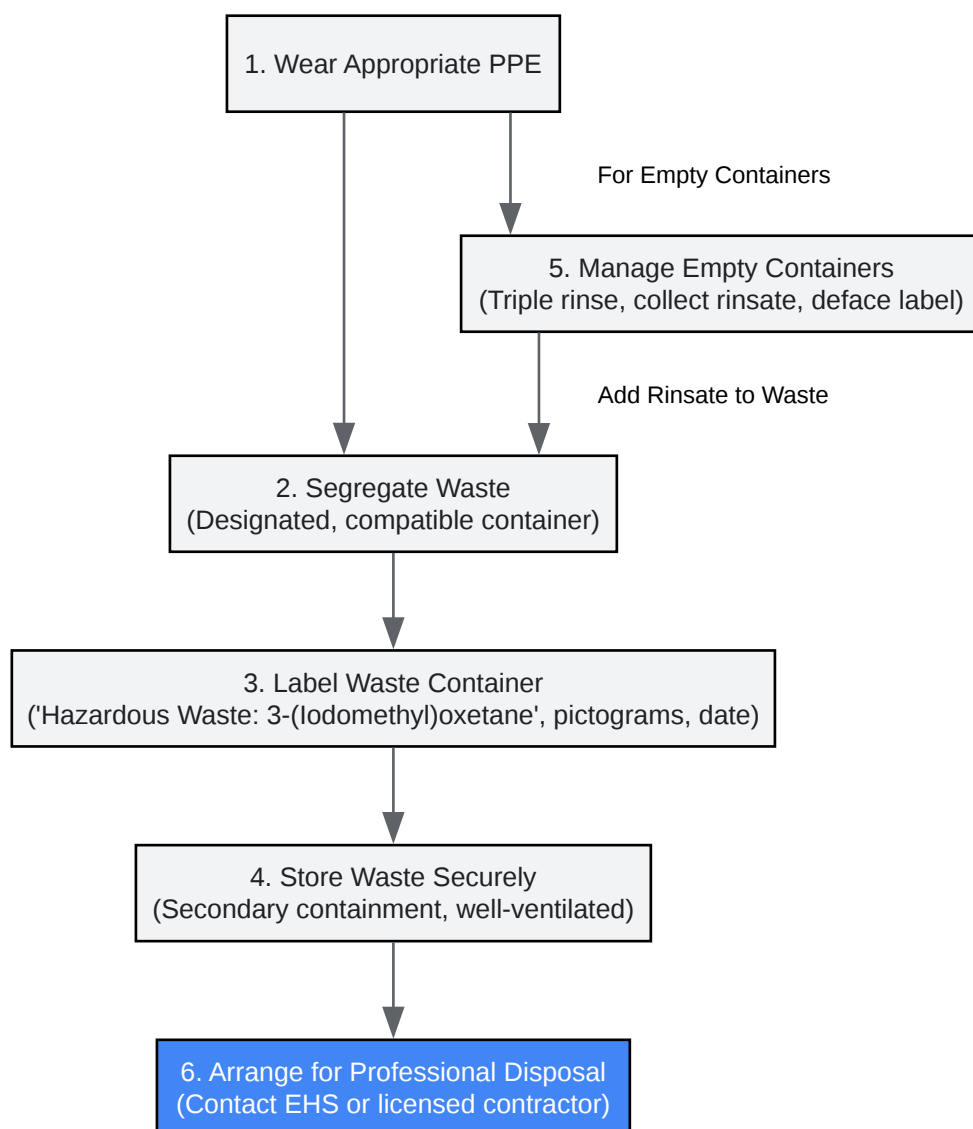 1. Wear Appropriate PPE
For Empty Containers
5. Manage Empty Containers
(Triple rinse, collect rinsate, deface label)
Add Rinsate to Waste
2. Segregate Waste
(Designated, compatible container)
3. Label Waste Container
('Hazardous Waste: 3-(Iodomethyl)oxetane', pictograms, date)
4. Store Waste Securely
(Secondary containment, well-ventilated)
6. Arrange for Professional Disposal
(Contact EHS or licensed contractor)